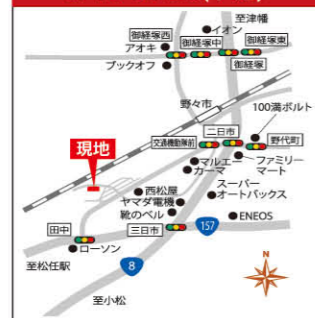 至津幡
イオン
御経塚西
御経塚中
御経塚東
アオキ
御経塚
ブックオフ
野々市
100満ボルト
二日市
交通機動隊前
野代町
現地
マルエー
ファミリー
マート
カーマ
西松屋
スーパー
オートバックス
ヤマダ電機
靴のベル
ENEOS
田中
三日市
157
ローソン
N
至松任駅
8
至小松